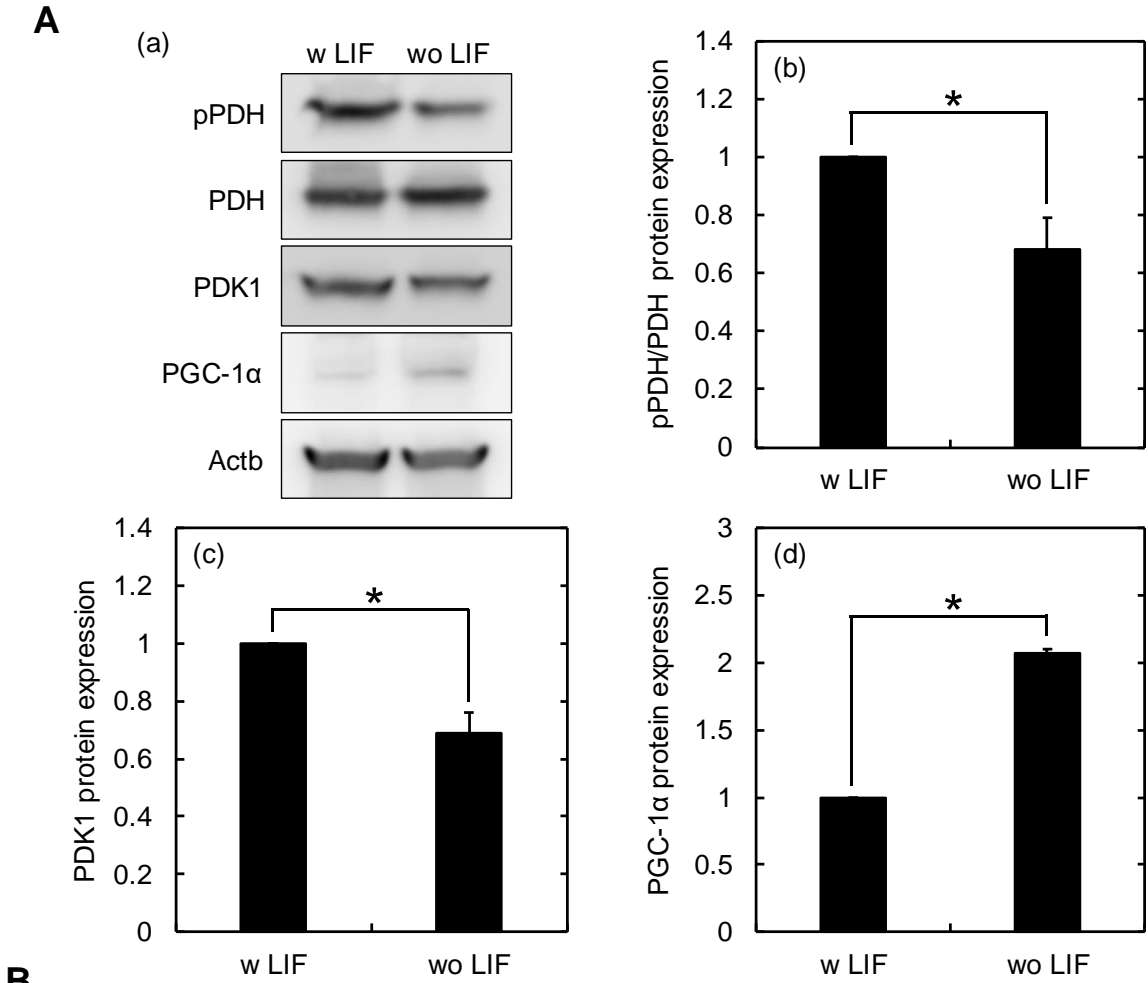 A
(a)
w LIF wo LIF
pPDH
PDH
PDK1
PGC-1α
Actb
(b)
pPDH/PDH protein expression
1.4
1.2
1
0.8
0.6
0.4
0.2
0
*
w LIF wo LIF
(c)
PDK1 protein expression
1.4
1.2
1
0.8
0.6
0.4
0.2
0
*
w LIF wo LIF
(d)
PGC-1α protein expression
3
2.5
2
1.5
1
0.5
0
*
w LIF wo LIF
B